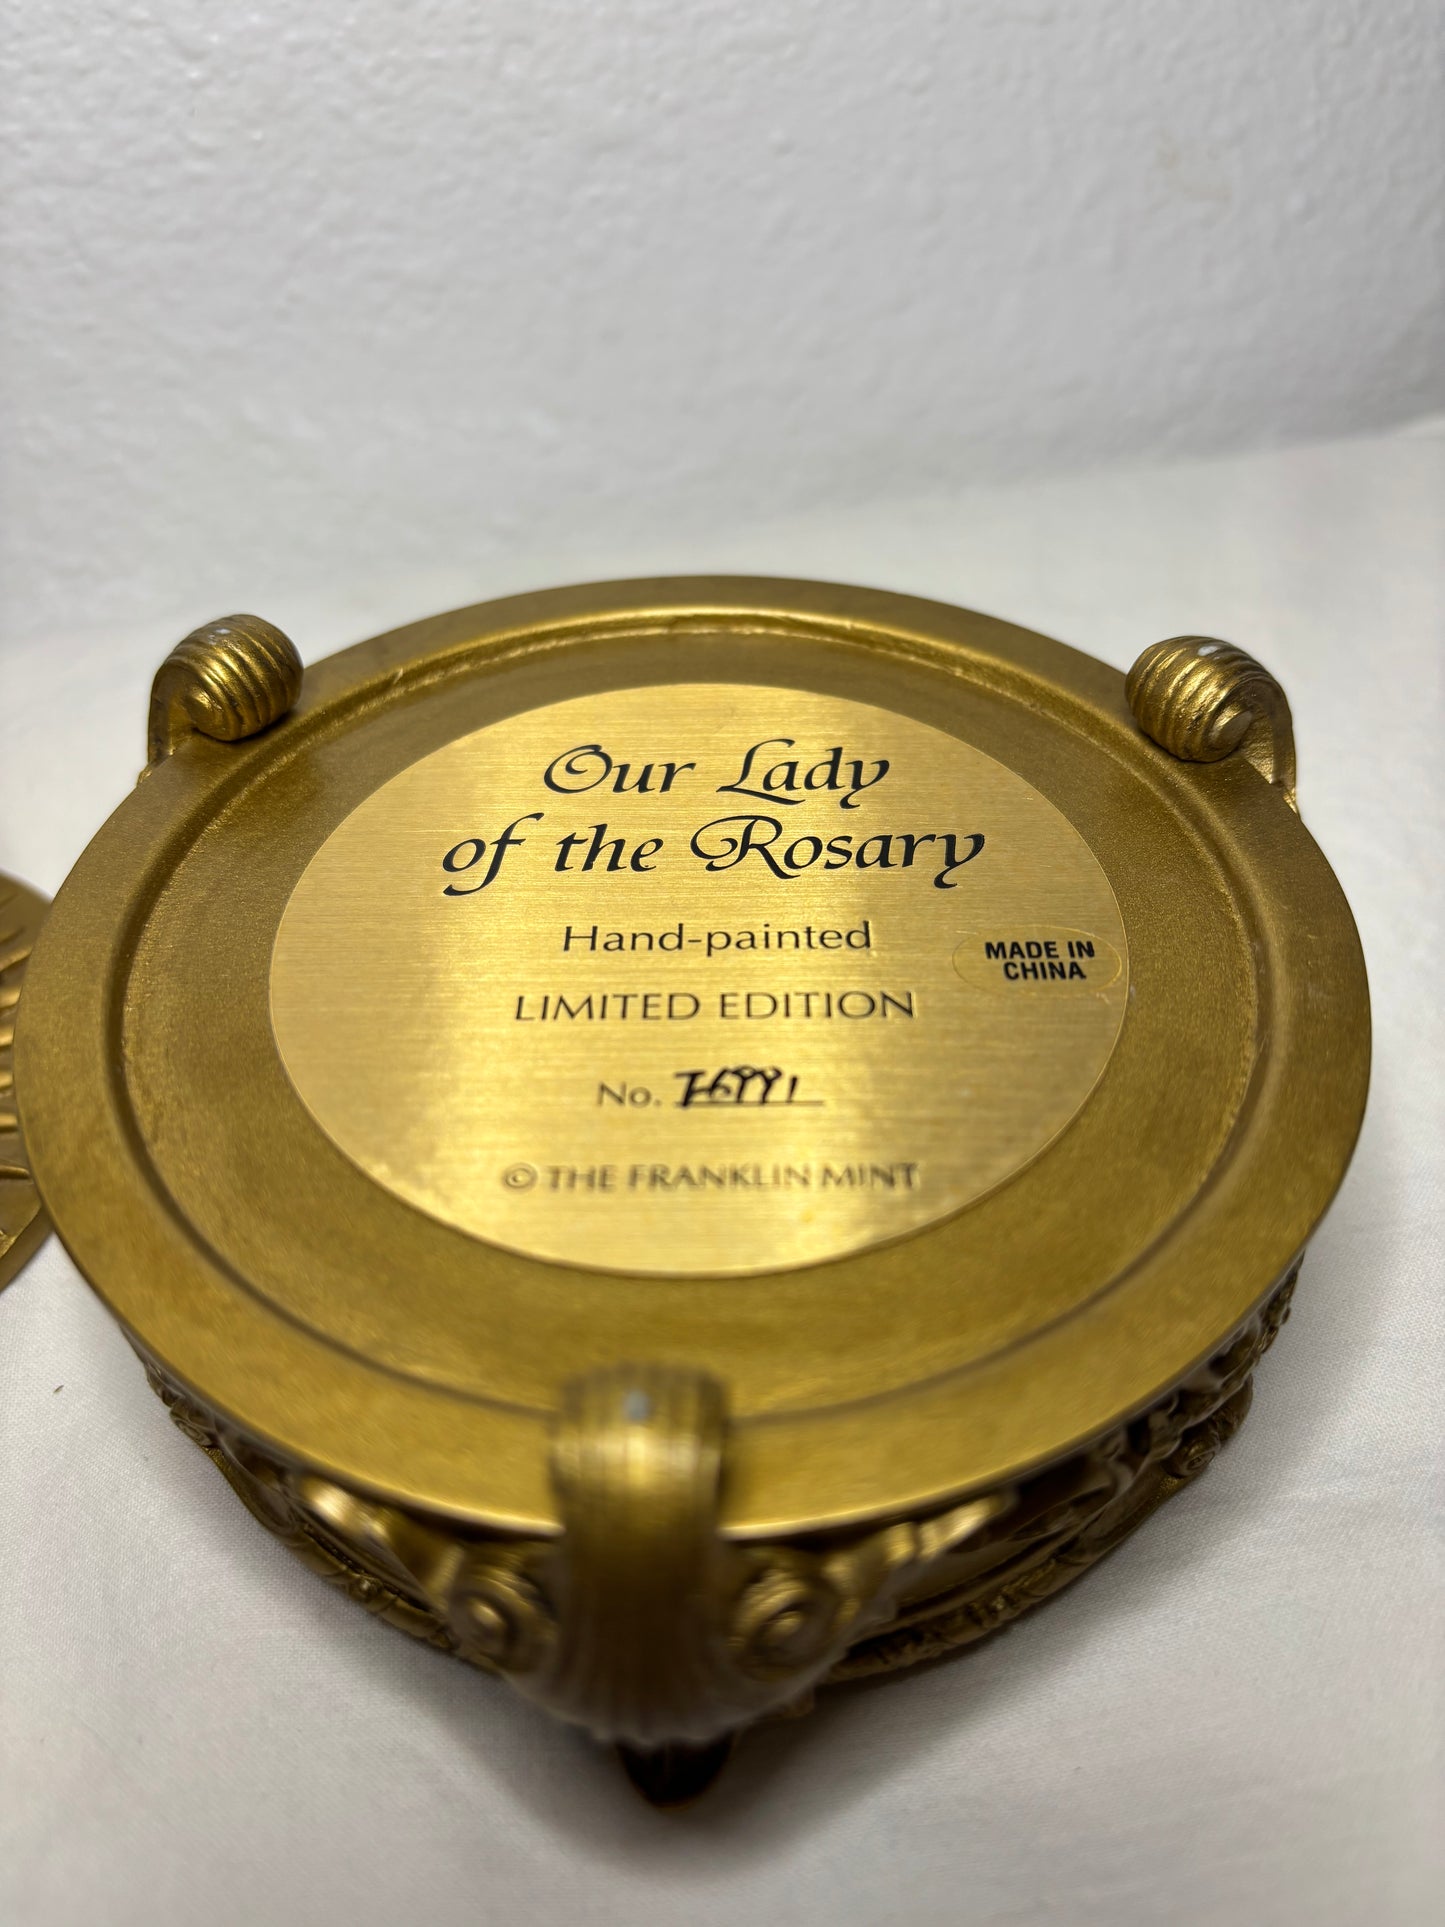 Our Lady
of the Rosary
Hand-painted
MADE IN
CHINA
LIMITED EDITION
No.
© THE FRANKLIN MINT